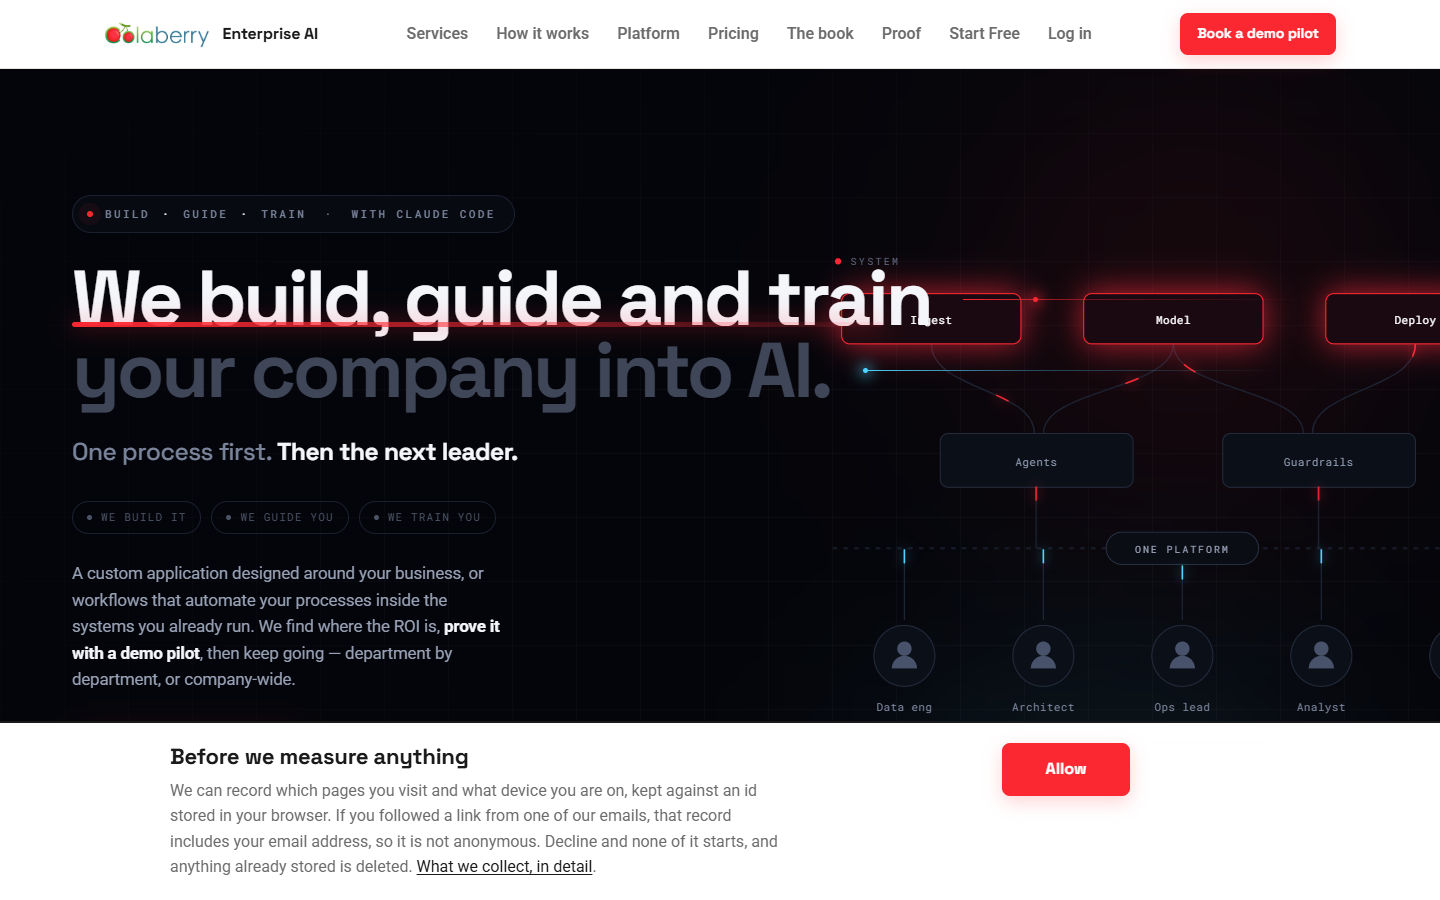 laberry Enterprise AI
Services How it works Platform Pricing The book Proof Start Free Log in
Book a demo pilot
BUILD · GUIDE · TRAIN · WITH CLAUDE CODE
We build, guide and train
your company into AI.
One process first. Then the next leader.
WE BUILD IT WE GUIDE YOU WE TRAIN YOU
A custom application designed around your business, or
workflows that automate your processes inside the
systems you already run. We find where the ROI is, prove it
with a demo pilot, then keep going — department by
department, or company-wide.
SYSTEM
Ingest Model Deploy
Agents Guardrails
ONE PLATFORM
Data eng Architect Ops lead Analyst
Before we measure anything
We can record which pages you visit and what device you are on, kept against an id
stored in your browser. If you followed a link from one of our emails, that record
includes your email address, so it is not anonymous. Decline and none of it starts, and
anything already stored is deleted. What we collect, in detail.
Allow